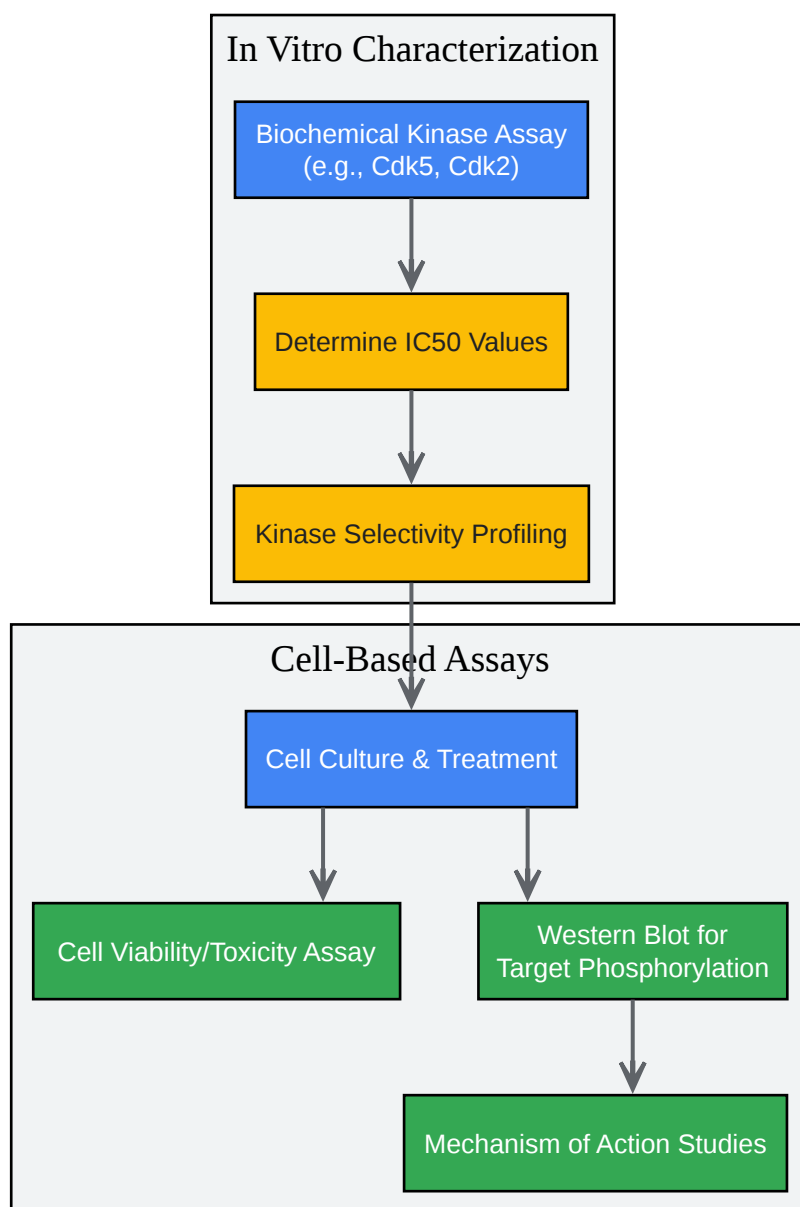 In Vitro Characterization
Biochemical Kinase Assay
(e.g., Cdk5, Cdk2)
Determine IC50 Values
Kinase Selectivity Profiling
Cell-Based Assays
Cell Culture & Treatment
Cell Viability/Toxicity Assay
Western Blot for
Target Phosphorylation
Mechanism of Action Studies